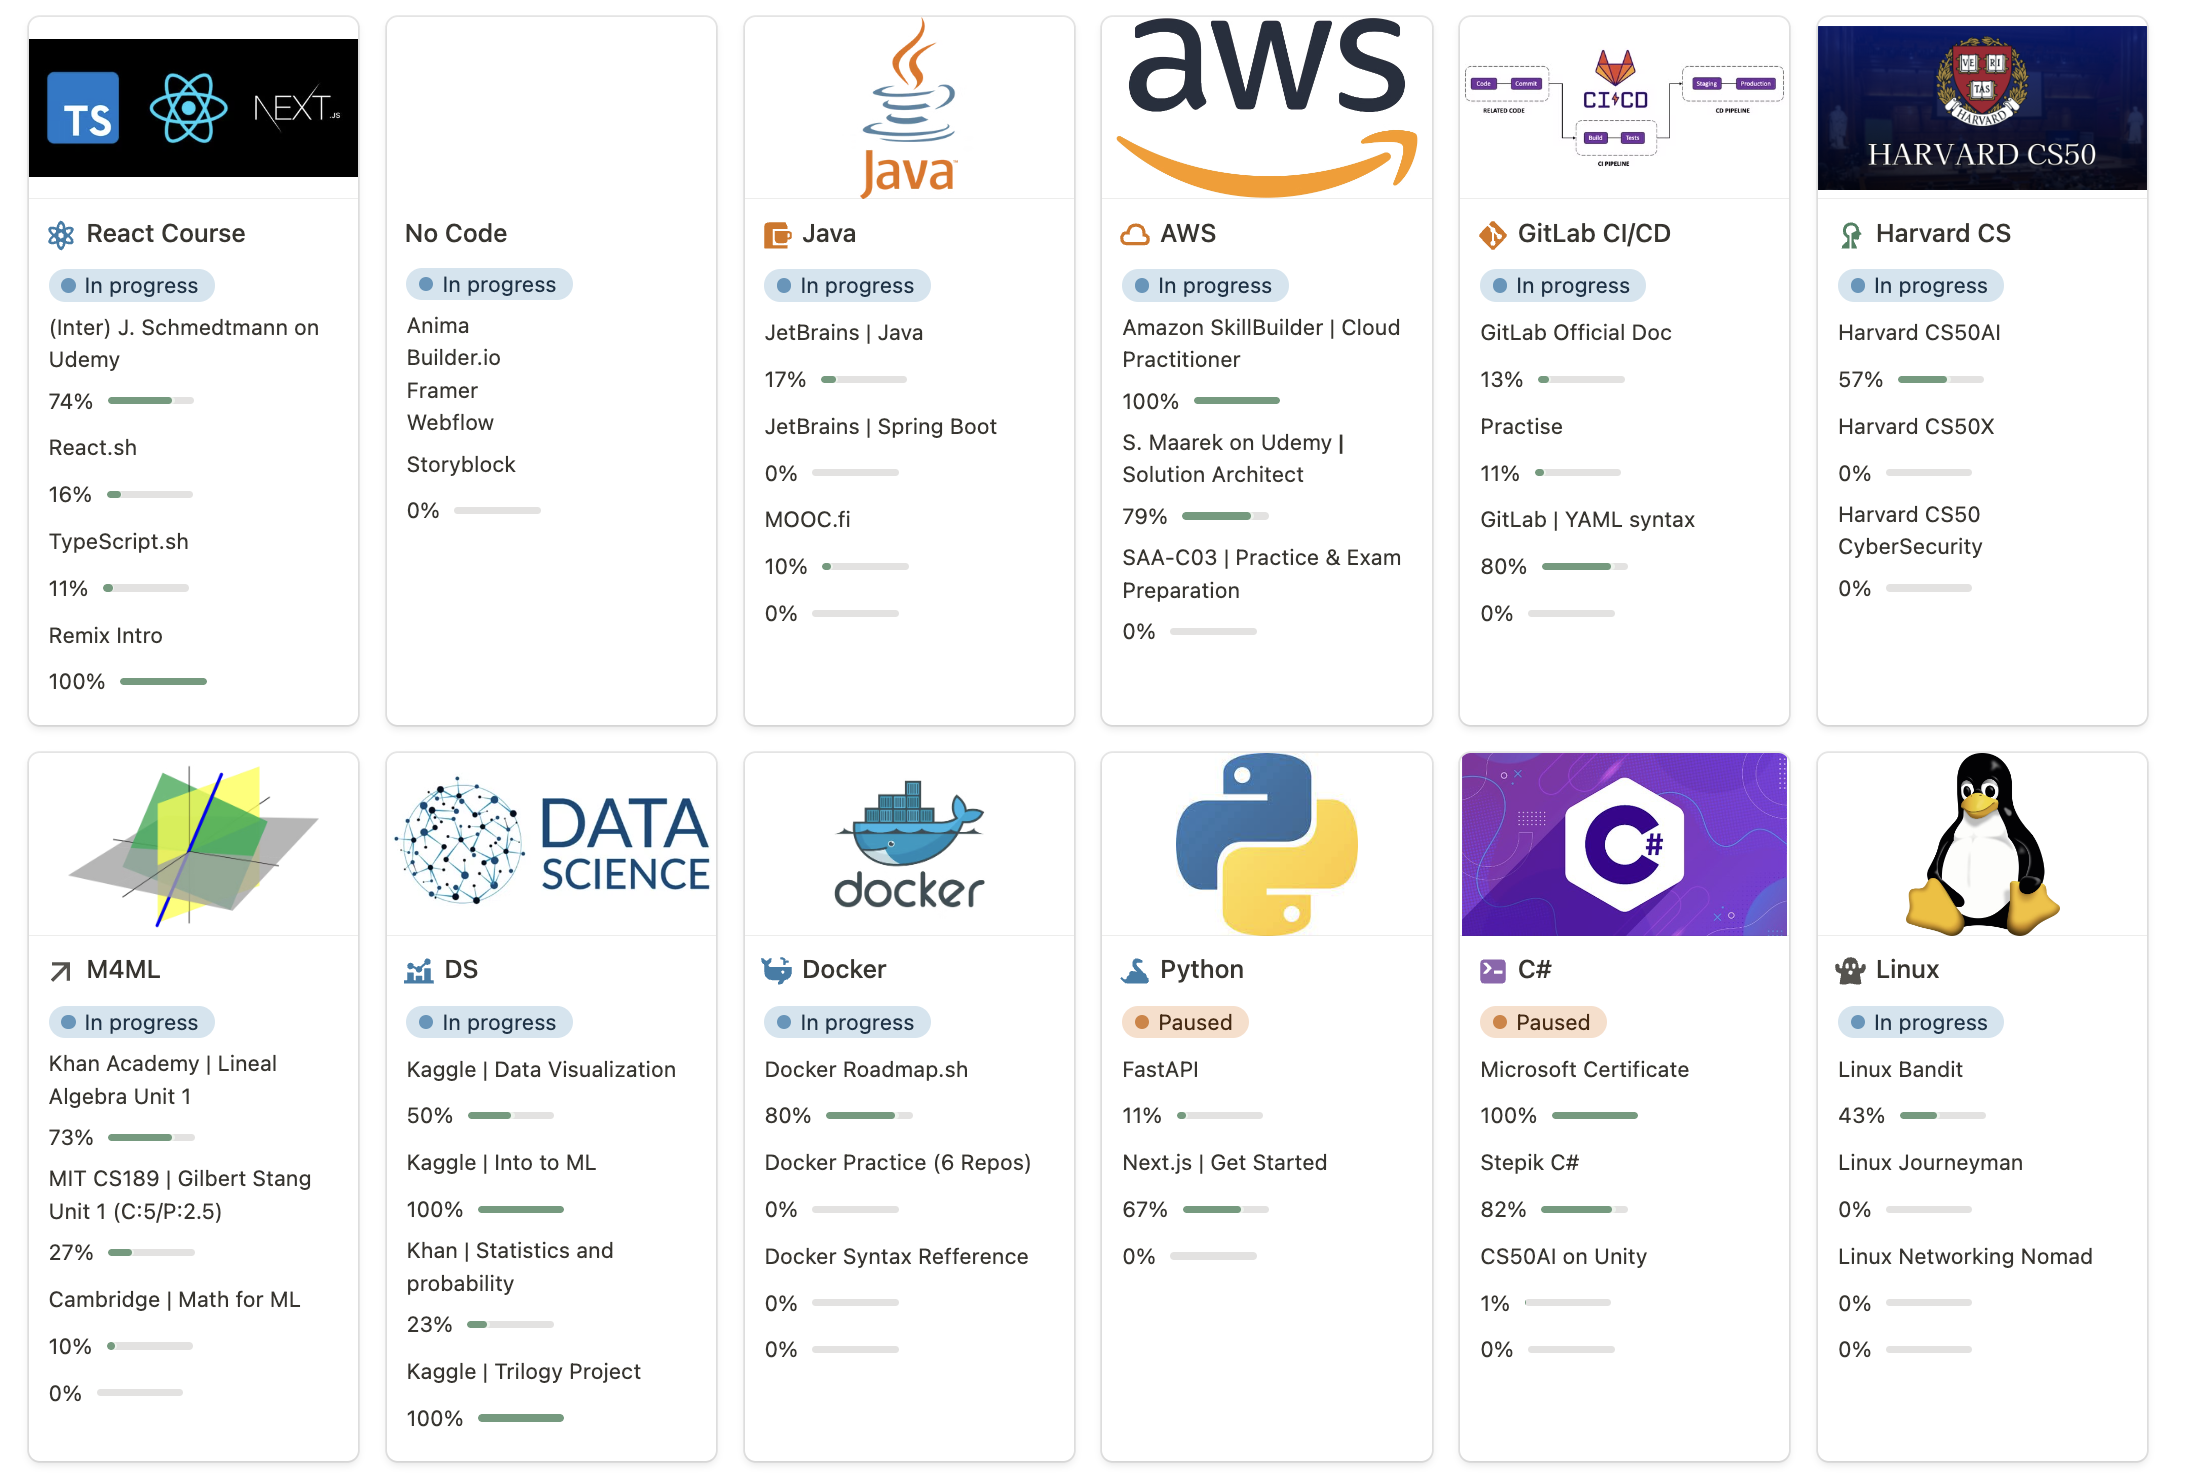 TS
NEXT.JS
React Course
In progress
(Inter) J. Schmedtmann on
Udemy
74%
React.sh
16%
TypeScript.sh
11%
Remix Intro
100%
No Code
In progress
Anima
Builder.io
Framer
Webflow
Storyblock
0%
Java™
Java
In progress
JetBrains | Java
17%
JetBrains | Spring Boot
0%
MOOC.fi
10%
0%
aws
AWS
In progress
Amazon SkillBuilder | Cloud
Practitioner
100%
S. Maarek on Udemy |
Solution Architect
79%
SAA-C03 | Practice & Exam
Preparation
0%
Code
Commit
RELATED CODE
CI CD
Build
Tests
CI PIPELINE
Staging
Production
CD PIPELINE
GitLab CI/CD
In progress
GitLab Official Doc
13%
Practise
11%
GitLab | YAML syntax
80%
0%
VE RI
TAS
HARVARD
HARVARD CS50
Harvard CS
In progress
Harvard CS50AI
57%
Harvard CS50X
0%
Harvard CS50
CyberSecurity
0%
M4ML
In progress
Khan Academy | Lineal
Algebra Unit 1
73%
MIT CS189 | Gilbert Stang
Unit 1 (C:5/P:2.5)
27%
Cambridge | Math for ML
10%
0%
DATA
SCIENCE
DS
In progress
Kaggle | Data Visualization
50%
Kaggle | Into to ML
100%
Khan | Statistics and
probability
23%
Kaggle | Trilogy Project
100%
docker
Docker
In progress
Docker Roadmap.sh
80%
Docker Practice (6 Repos)
0%
Docker Syntax Refference
0%
0%
Python
Paused
FastAPI
11%
Next.js | Get Started
67%
0%
C#
C#
Paused
Microsoft Certificate
100%
Stepik C#
82%
CS50AI on Unity
1%
0%
Linux
In progress
Linux Bandit
43%
Linux Journeyman
0%
Linux Networking Nomad
0%
0%